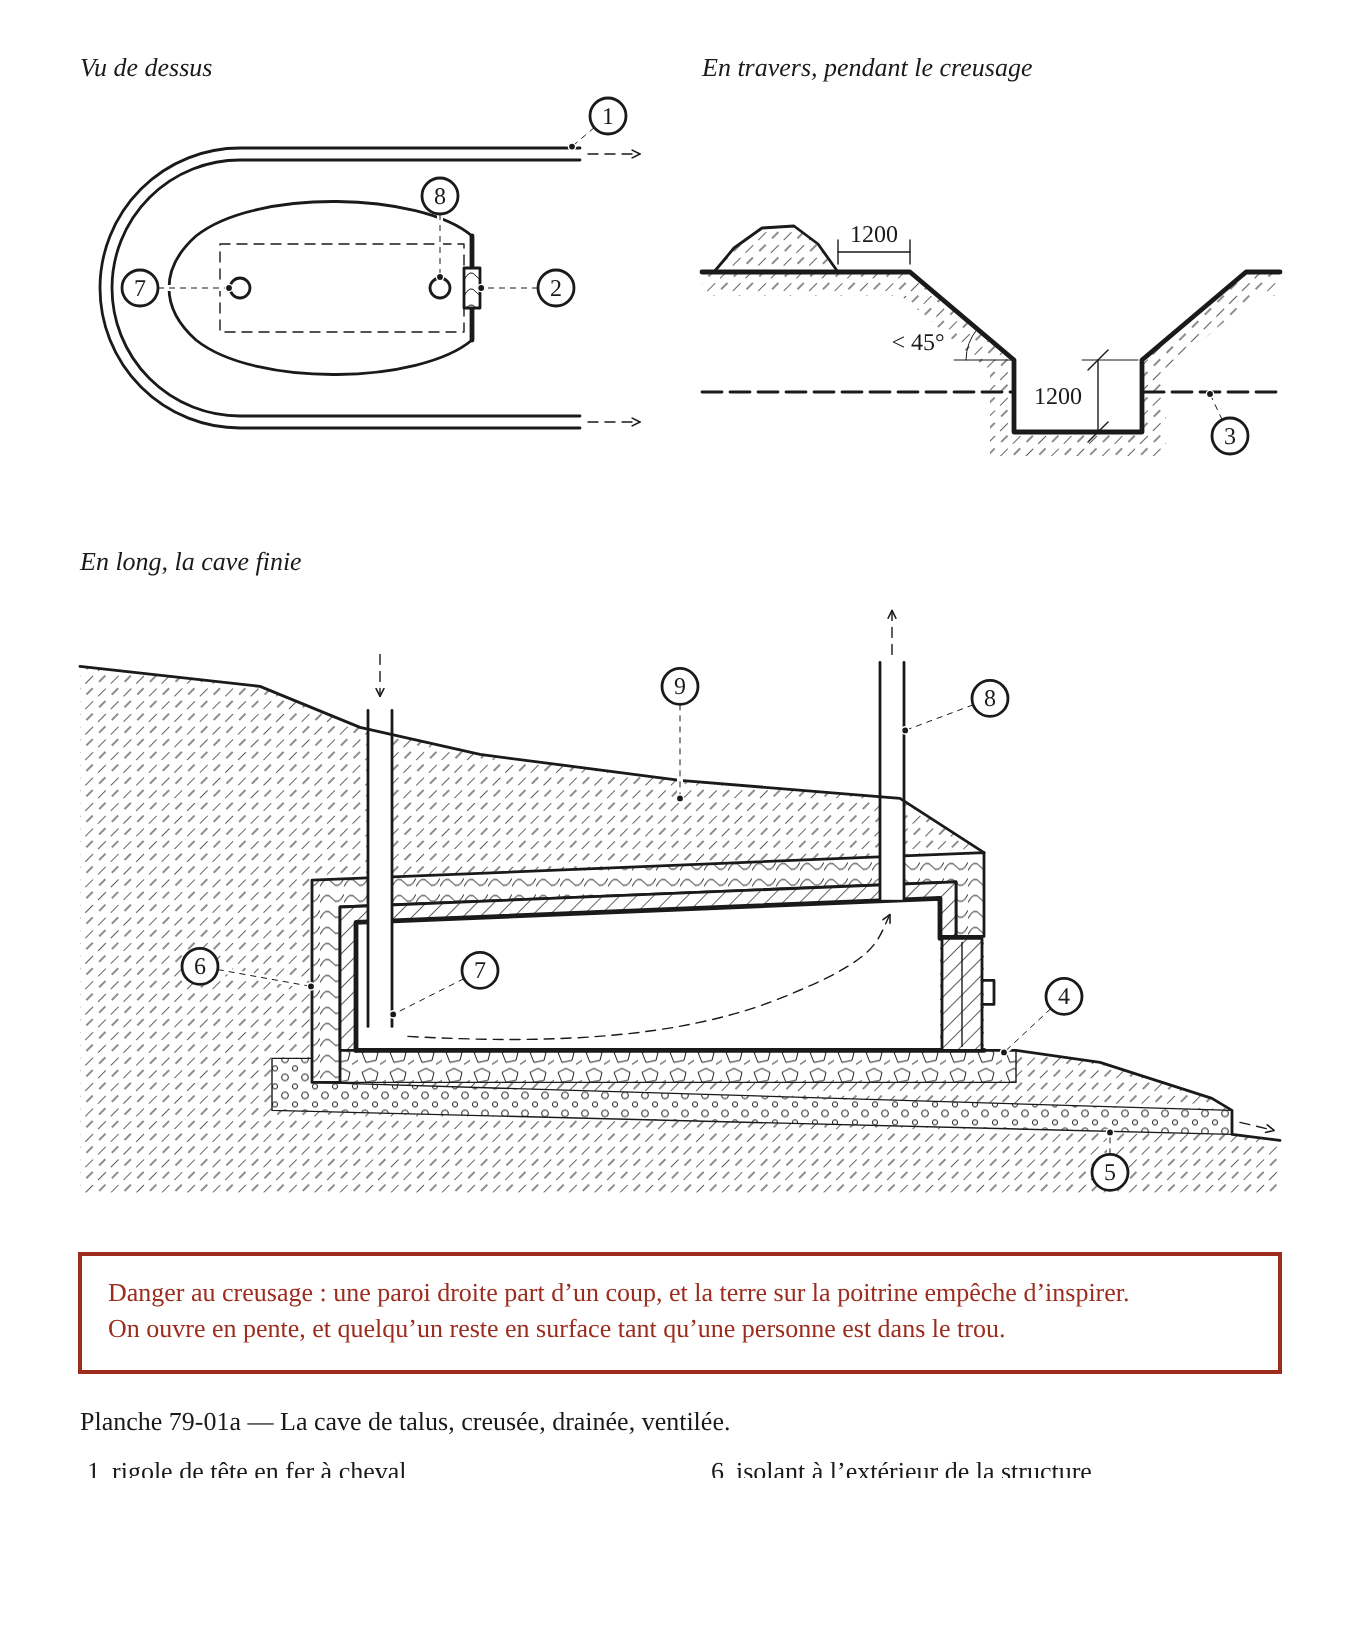 Vu de dessus
En travers, pendant le creusage
1
8
7
2
1200
< 45°
1200
3
En long, la cave finie
9
8
6
7
4
5
Danger au creusage : une paroi droite part d’un coup, et la terre sur la poitrine empêche d’inspirer.
On ouvre en pente, et quelqu’un reste en surface tant qu’une personne est dans le trou.
Planche 79-01a — La cave de talus, creusée, drainée, ventilée.
1 rigole de tête en fer à cheval
6 isolant à l’extérieur de la structure